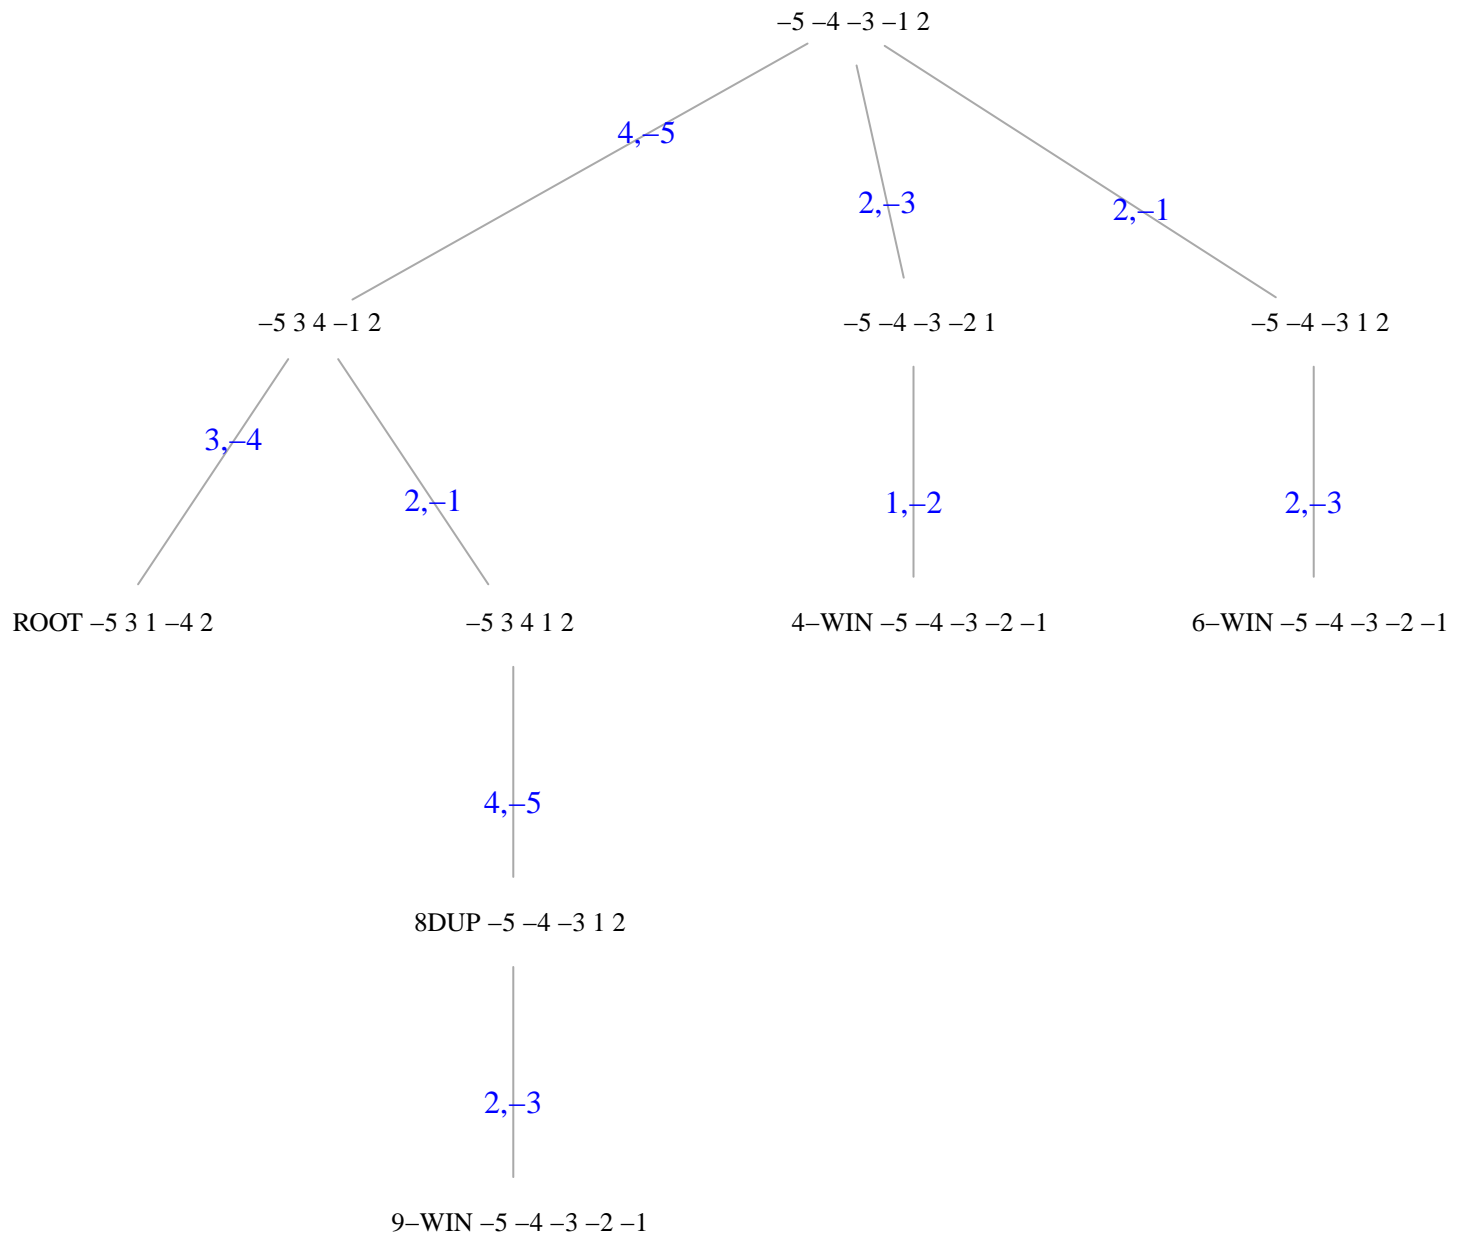 –5 –4 –3 –1 2
4,–5
2,–3
2,–1
–5 3 4 –1 2
–5 –4 –3 –2 1
–5 –4 –3 1 2
3,–4
2,–1
1,–2
2,–3
ROOT –5 3 1 –4 2
–5 3 4 1 2
4–WIN –5 –4 –3 –2 –1
6–WIN –5 –4 –3 –2 –1
4,–5
8DUP –5 –4 –3 1 2
2,–3
9–WIN –5 –4 –3 –2 –1